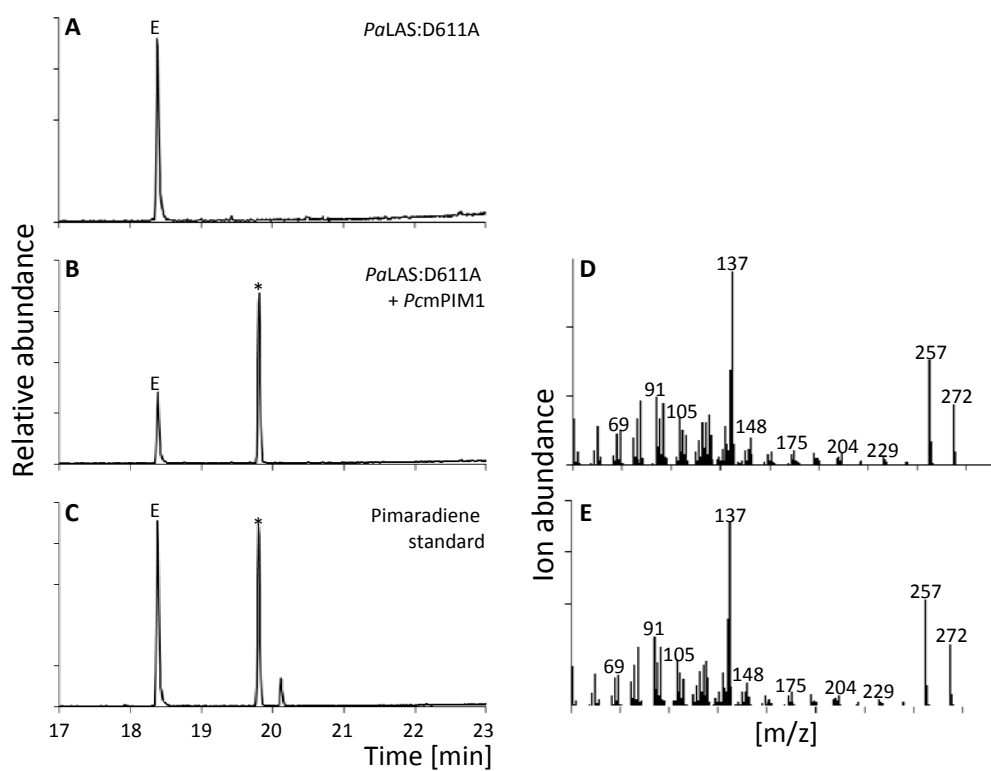 A
E
PaLAS:D611A
B
E
*
PaLAS:D611A
+ PcmPIM1
C
E
*
Pimaradiene
standard
17 18 19 20 21 22 23
Time [min]
Relative abundance
D
137
257
272
91
105
69
148
175
204
229
E
137
257
272
91
105
69
148
175
204
229
[m/z]
Ion abundance